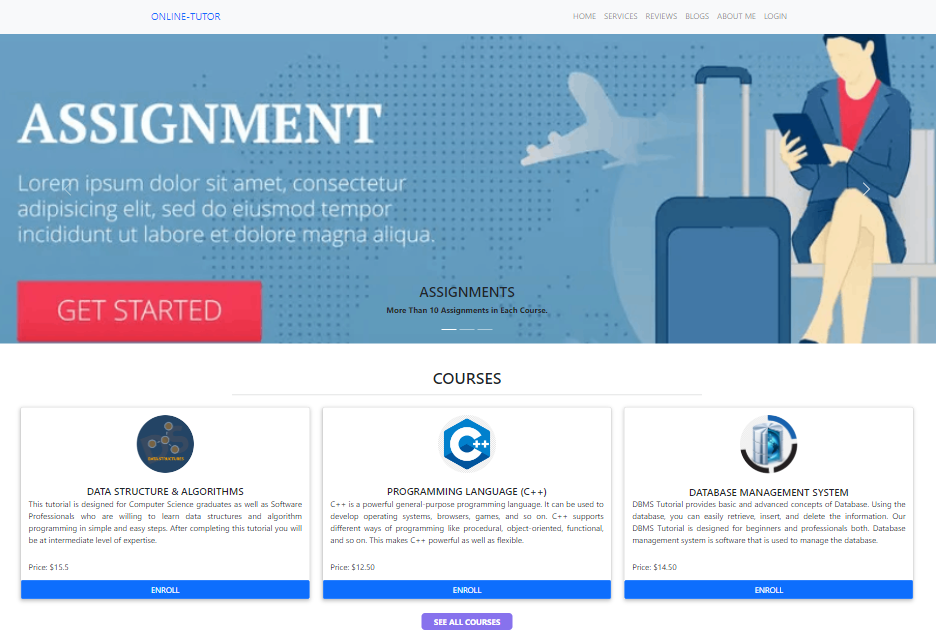 ONLINE-TUTOR
HOME SERVICES REVIEWS BLOGS ABOUT ME LOGIN
ASSIGNMENT
Lorem ipsum dolor sit amet, consectetur
adipisicing elit, sed do eiusmod tempor
incididunt ut labore et dolore magna aliqua.
GET STARTED
ASSIGNMENTS
More Than 10 Assignments in Each Course.
COURSES
DATA STRUCTURE & ALGORITHMS
This tutorial is designed for Computer Science graduates as well as Software
Professionals who are willing to learn data structures and algorithm
programming in simple and easy steps. After completing this tutorial you will
be at intermediate level of expertise.
Price: $15.5
ENROLL
C++
PROGRAMMING LANGUAGE (C++)
C++ is a powerful general-purpose programming language. It can be used to
develop operating systems, browsers, games, and so on. C++ supports
different ways of programming like procedural, object-oriented, functional,
and so on. This makes C++ powerful as well as flexible.
Price: $12.50
ENROLL
DATABASE MANAGEMENT SYSTEM
DBMS Tutorial provides basic and advanced concepts of Database. Using the
database, you can easily retrieve, insert, and delete the information. Our
DBMS Tutorial is designed for beginners and professionals both. Database
management system is software that is used to manage the database.
Price: $14.50
ENROLL
SEE ALL COURSES